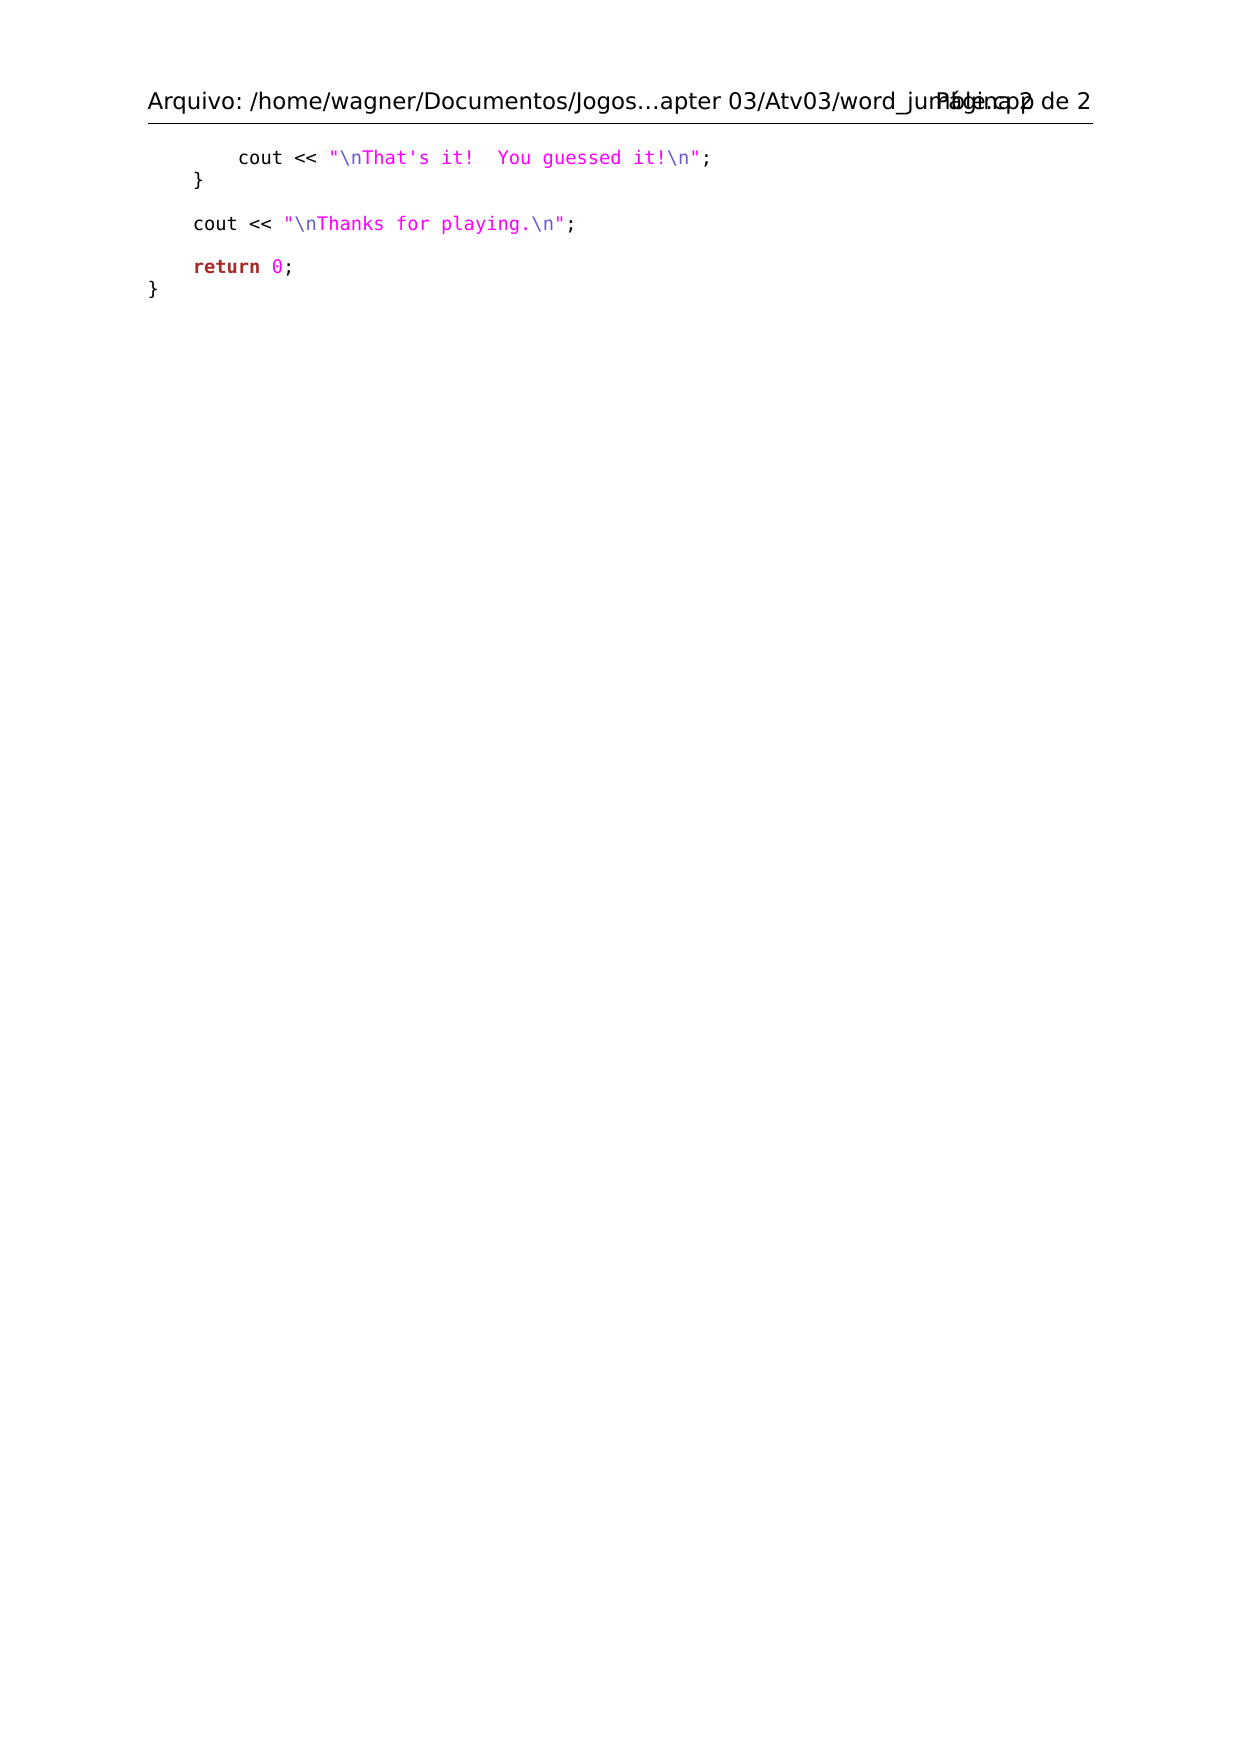 Arquivo: /home/wagner/Documentos/Jogos…apter 03/Atv03/word_jumble.cpp Página 2 de 2
        cout << "\nThat's it!  You guessed it!\n";
    }
    cout << "\nThanks for playing.\n";
    return 0;
}